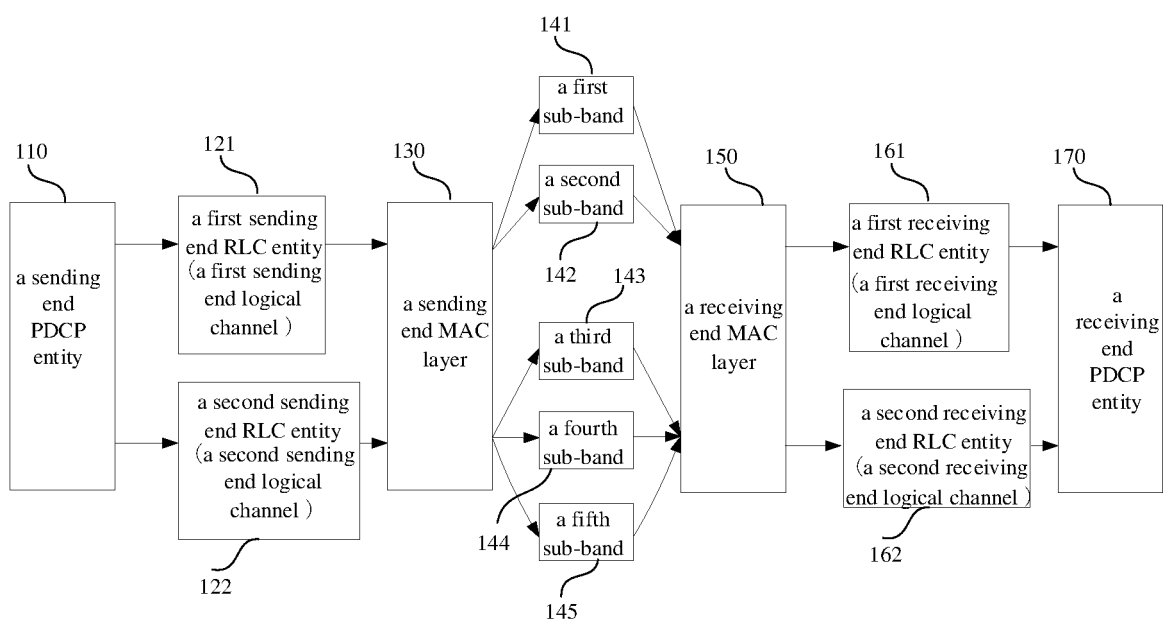 110
a sending
end
PDCP
entity
121
a first sending
end RLC entity
（a first sending
end logical
channel ）
a second sending
end RLC entity
（a second sending
end logical
channel ）
122
130
a sending
end MAC
layer
141
a first
sub-band
a second
sub-band
142
143
a third
sub-band
a fourth
sub-band
144
a fifth
sub-band
145
150
a receiving
end MAC
layer
161
a first receiving
end RLC entity
（a first receiving
end logical
channel ）
a second receiving
end RLC entity
（a second receiving
end logical channel ）
162
170
a
receiving
end
PDCP
entity